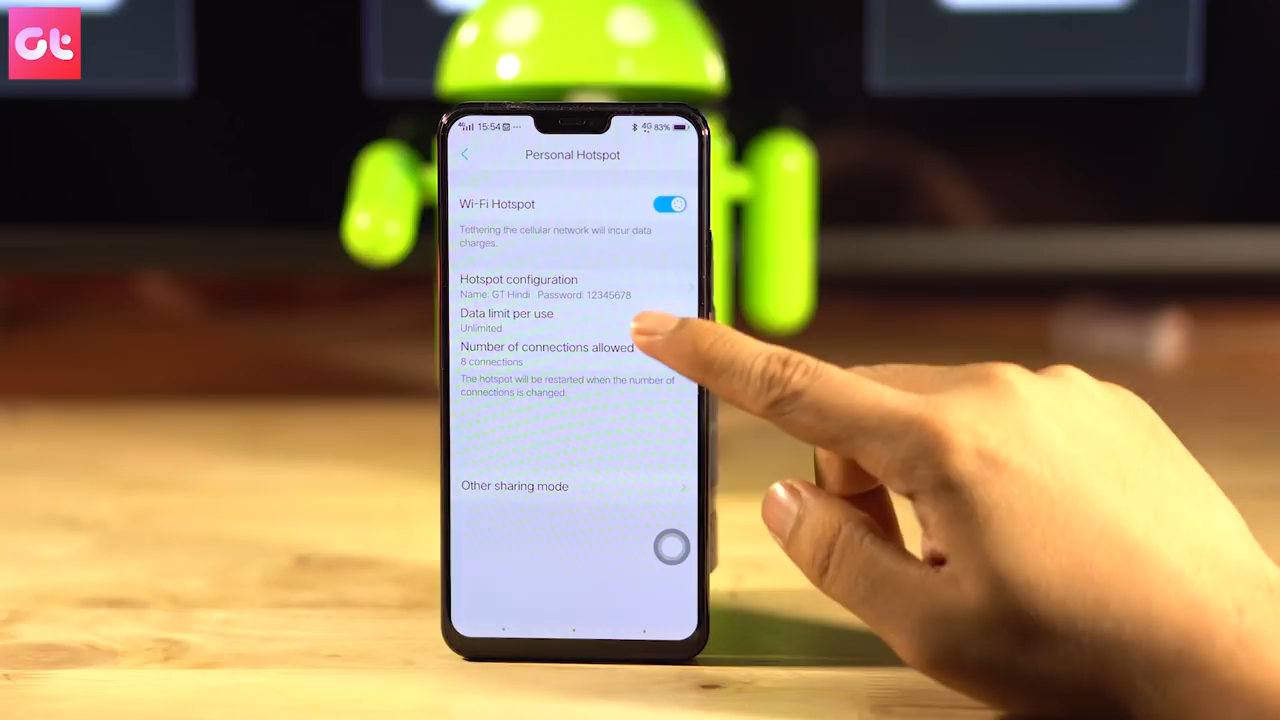 GT
4G 15:54 ... 4G 83%
Personal Hotspot
Wi-Fi Hotspot
Tethering the cellular network will incur data
charges.
Hotspot configuration
Name: GT Hindi Password: 12345678
Data limit per use
Unlimited
Number of connections allowed
8 connections
The hotspot will be restarted when the number of
connections is changed.
Other sharing mode